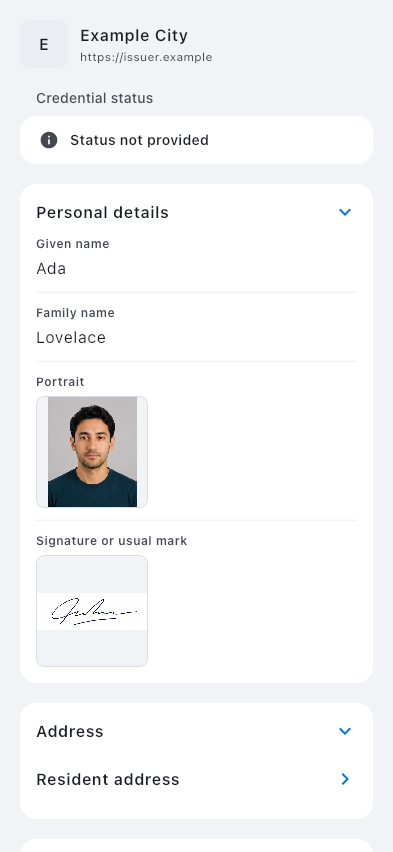 E
Example City
https://issuer.example
Credential status
Status not provided
Personal details
Given name
Ada
Family name
Lovelace
Portrait
Signature or usual mark
Address
Resident address